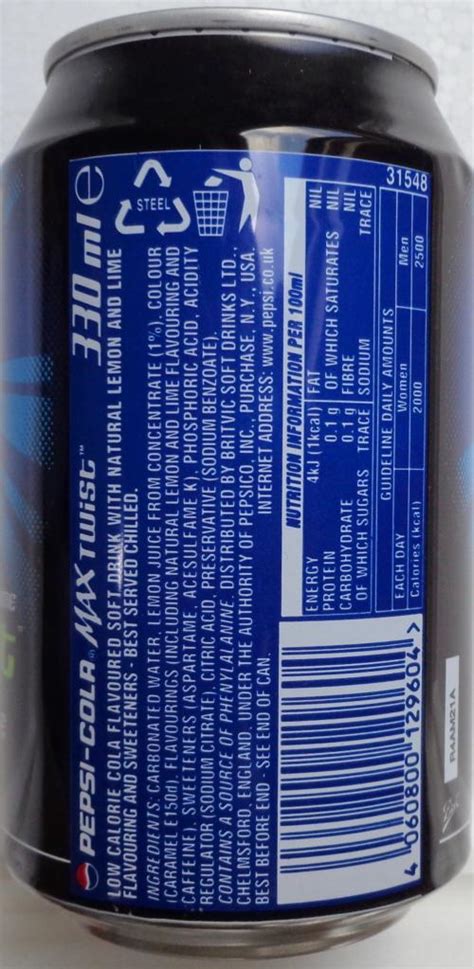 PEPSI-COLA MAX TWIST™ 330 ml e
STEEL
LOW CALORIE COLA FLAVOURED SOFT DRINK WITH NATURAL LEMON AND LIME
FLAVOURING AND SWEETENERS - BEST SERVED CHILLED.
INGREDIENTS: CARBONATED WATER, LEMON JUICE FROM CONCENTRATE (1%), COLOUR
(CARAMEL E150d), FLAVOURINGS (INCLUDING NATURAL LEMON AND LIME FLAVOURING AND
CAFFEINE), SWEETENERS (ASPARTAME, ACESULFAME K), PHOSPHORIC ACID, ACIDITY
REGULATOR (SODIUM CITRATE), CITRIC ACID, PRESERVATIVE (SODIUM BENZOATE).
CONTAINS A SOURCE OF PHENYLALANINE. DISTRIBUTED BY BRITVIC SOFT DRINKS LTD.,
CHELMSFORD, ENGLAND, UNDER THE AUTHORITY OF PEPSICO, INC., PURCHASE, N.Y., USA.
BEST BEFORE END - SEE END OF CAN. INTERNET ADDRESS: www.pepsi.co.uk
NUTRITION INFORMATION PER 100ml
ENERGY 4kJ (1kcal) FAT NIL
PROTEIN 0.1 g OF WHICH SATURATES NIL
CARBOHYDRATE 0.1 g FIBRE NIL
OF WHICH SUGARS TRACE SODIUM TRACE
GUIDELINE DAILY AMOUNTS
EACH DAY Women Men
Calories (kcal) 2000 2500
31548
4 060800 129604 >
R4AM21A